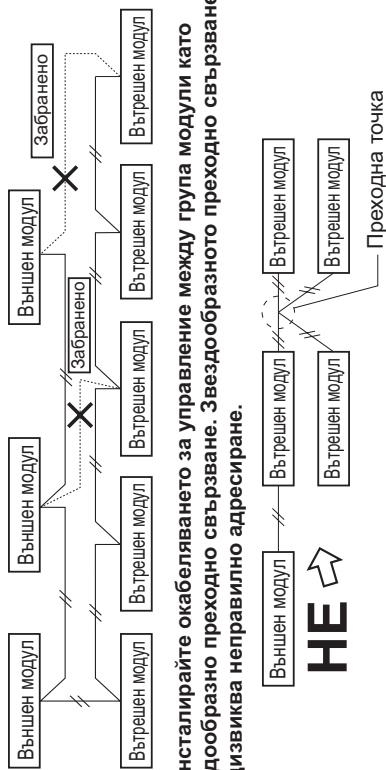 Забранено
Външен модул
Външен модул
Външен модул
Забранено
Вътрешен модул
Вътрешен модул
Вътрешен модул
Вътрешен модул
Вътрешен модул
нсталирайте окабеляването за управление между група модули като
дообразно преходно свързване. Звездообразното преходно свързване
дизвиква неправилно адресиране.
Външен модул
Вътрешен модул
Вътрешен модул
Вътрешен модул
Вътрешен модул
НЕ
Преходна точка